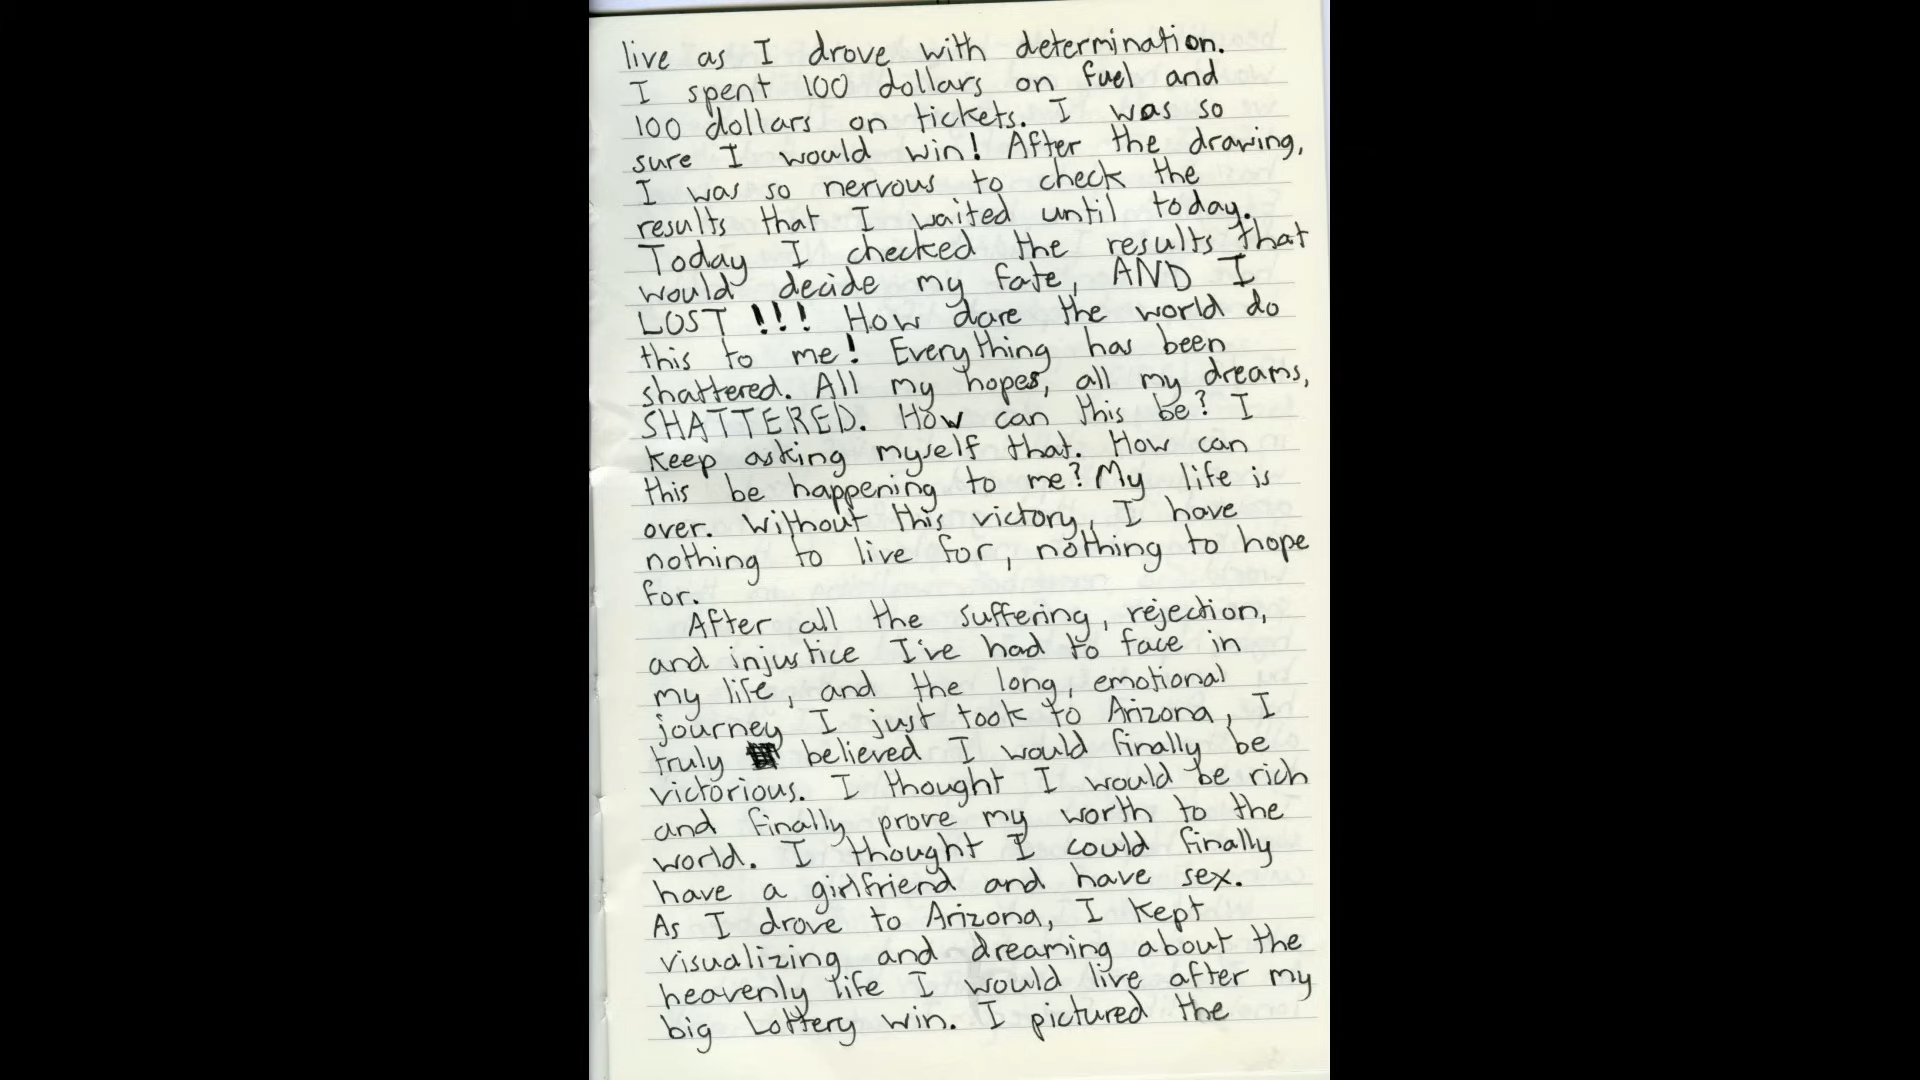 live as I drove with determination.
I spent 100 dollars on fuel and
100 dollars on tickets. I was so
sure I would win! After the drawing,
I was so nervous to check the
results that I waited until today.
Today I checked the results that
would decide my fate, AND I
LOST!!! How dare the world do
this to me! Everything has been
shattered. All my hopes, all my dreams,
SHATTERED. How can this be? I
keep asking myself that. How can
this be happening to me? My life is
over. Without this victory, I have
nothing to live for, nothing to hope
for.
After all the suffering, rejection,
and injustice I've had to face in
my life, and the long, emotional
journey I just took to Arizona, I
truly believed I would finally be
victorious. I thought I would be rich
and finally prove my worth to the
world. I thought I could finally
have a girlfriend and have sex.
As I drove to Arizona, I kept
visualizing and dreaming about the
heavenly life I would live after my
big Lottery win. I pictured the